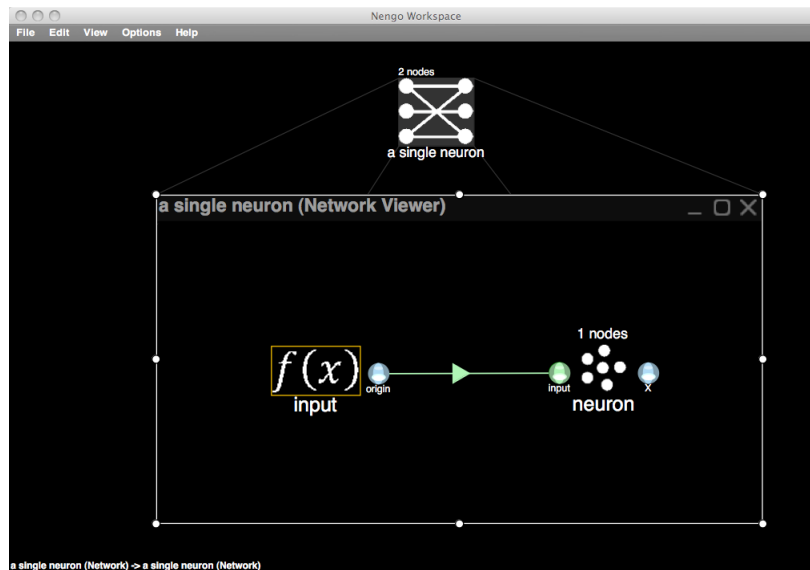 Nengo Workspace
File Edit View Options Help
2 nodes
a single neuron
a single neuron (Network Viewer)
1 nodes
f(x)
origin
input
X
input
neuron
a single neuron (Network) -> a single neuron (Network)